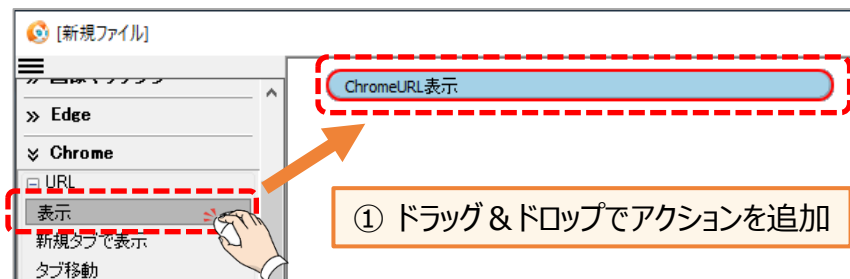 [新規ファイル]
ChromeURL表示
» Edge
Chrome
URL
表示
新規タブで表示
タブ移動
① ドラッグ＆ドロップでアクションを追加